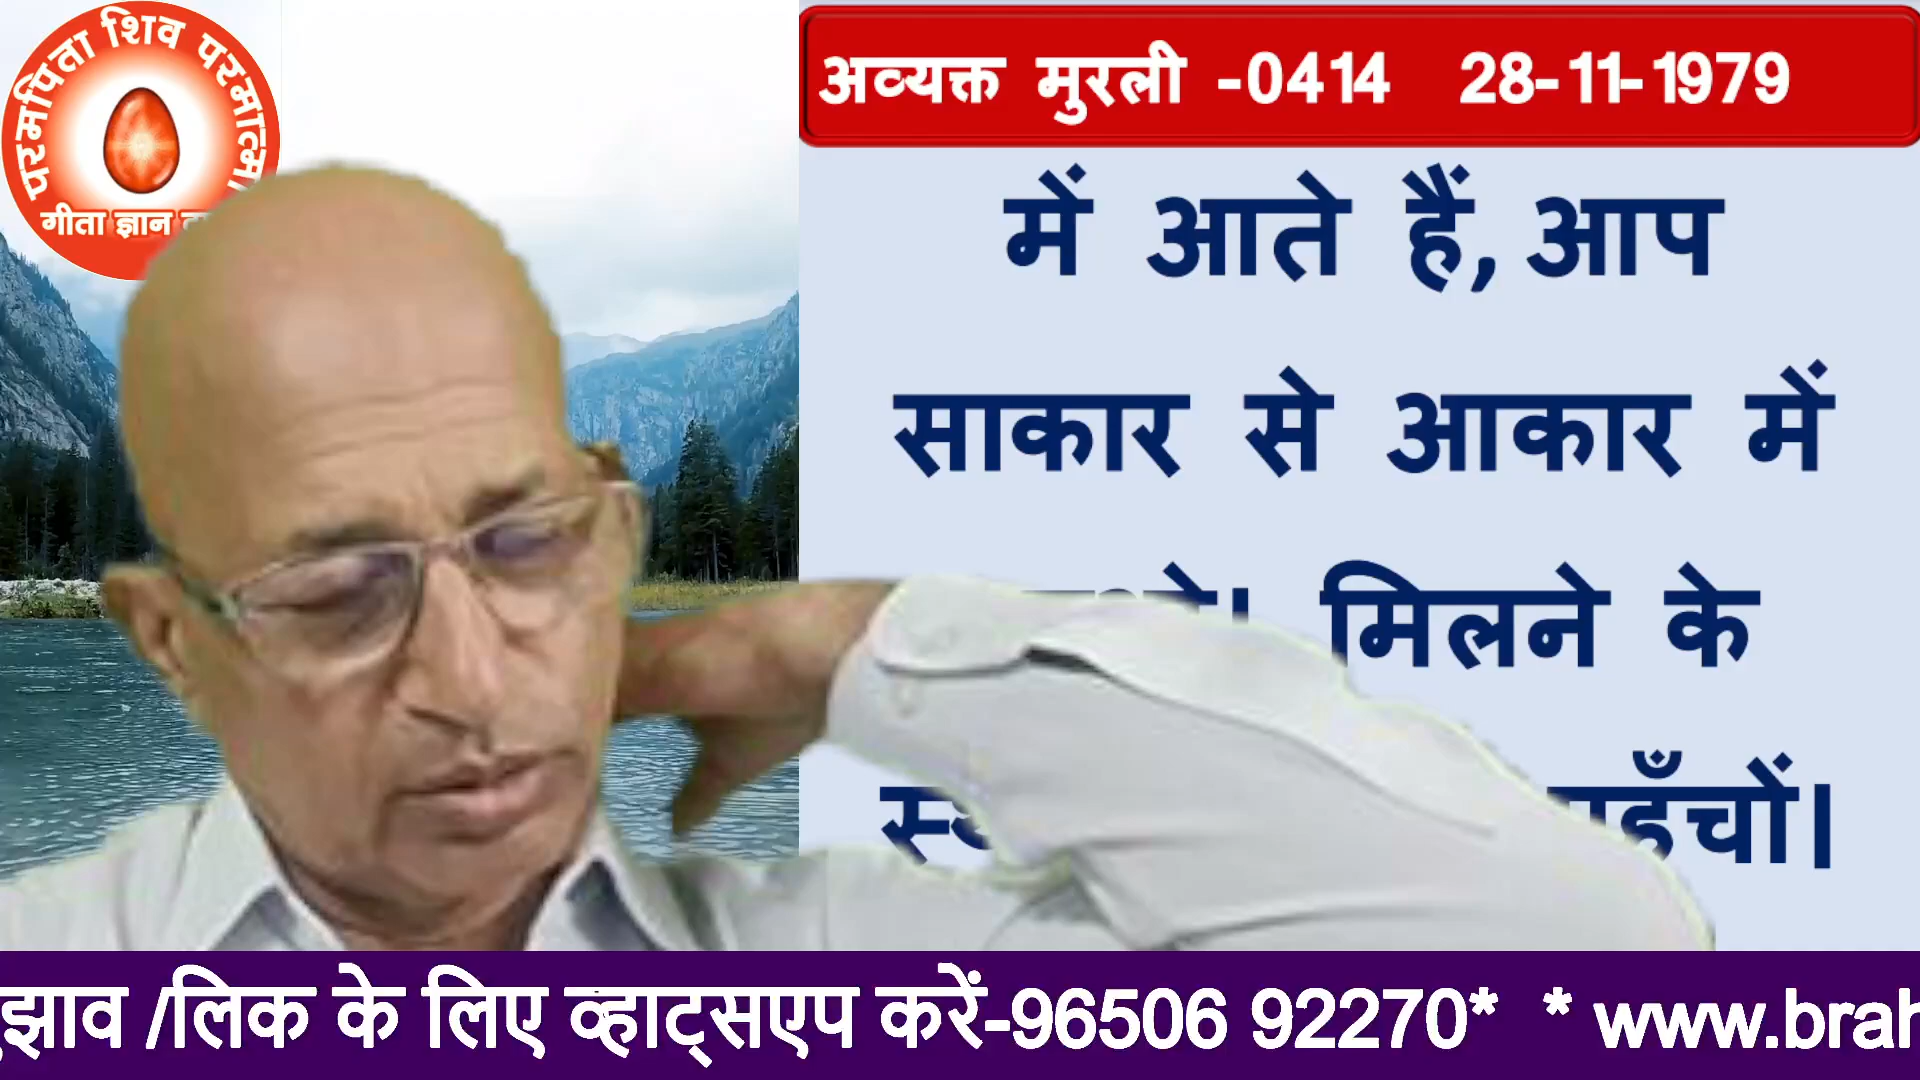 परमपिता शिव परमात्मा
गीता ज्ञान
अव्यक्त मुरली -0414 28-11-1979
में आते हैं, आप
साकार से आकार में
मिलने के
पहुँचों।
/लिंक के लिए व्हाट्सएप करें-96506 92270* * www.brah